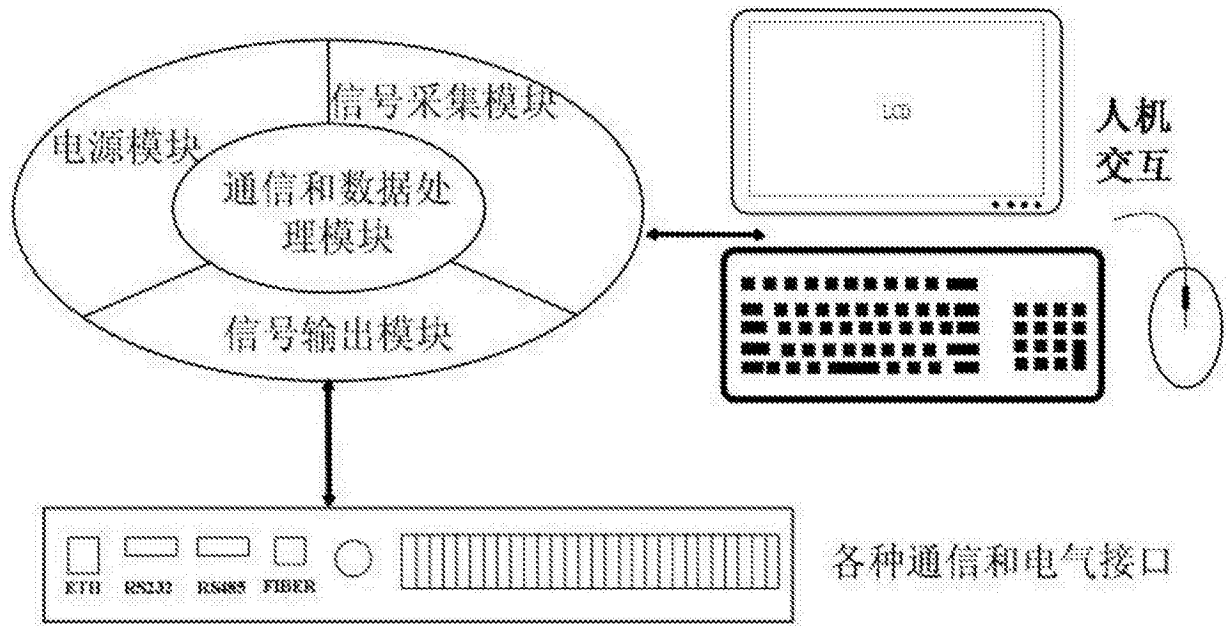 信号采集模块
电源模块
通信和数据处
理模块
信号输出模块
LCD
人机
交互
ETH RS232 RS485 FIBER
各种通信和电气接口